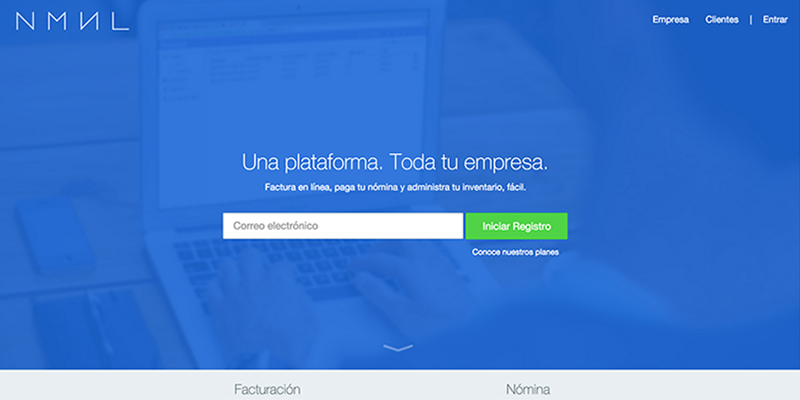 NMNL
Empresa Clientes | Entrar
Una plataforma. Toda tu empresa.
Factura en línea, paga tu nómina y administra tu inventario, fácil.
Correo electrónico
Iniciar Registro
Conoce nuestros planes
Facturación Nómina